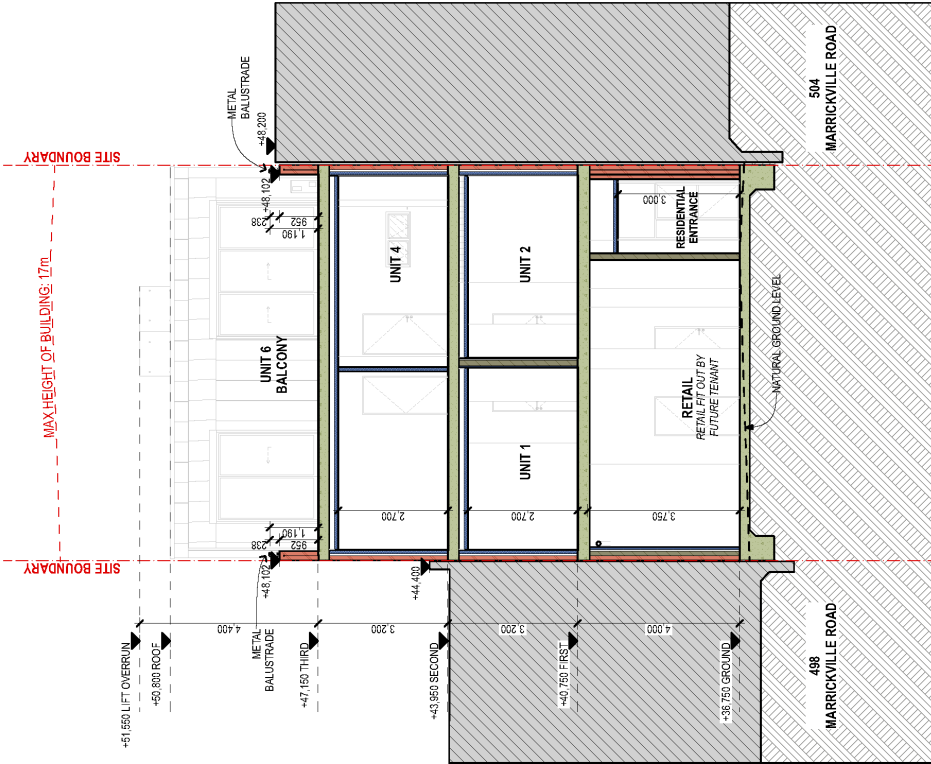 SITE BOUNDARY
MAX HEIGHT OF BUILDING: 17m
SITE BOUNDARY
+51,550 LIFT OVERRUN
+50,800 ROOF
+47,150 THIRD
+43,950 SECOND
+40,750 FIRST
+36,750 GROUND
4,400
3,200
3,200
4,000
METAL
BALUSTRADE
+48,102
+44,400
238
952
1,190
METAL
BALUSTRADE
+48,200
+48,102
238
952
1,190
UNIT 6
BALCONY
UNIT 4
2,700
UNIT 1
UNIT 2
2,700
RETAIL
RETAIL FIT OUT BY
FUTURE TENANT
3,750
RESIDENTIAL
ENTRANCE
3,000
NATURAL GROUND LEVEL
498
MARRICKVILLE ROAD
504
MARRICKVILLE ROAD